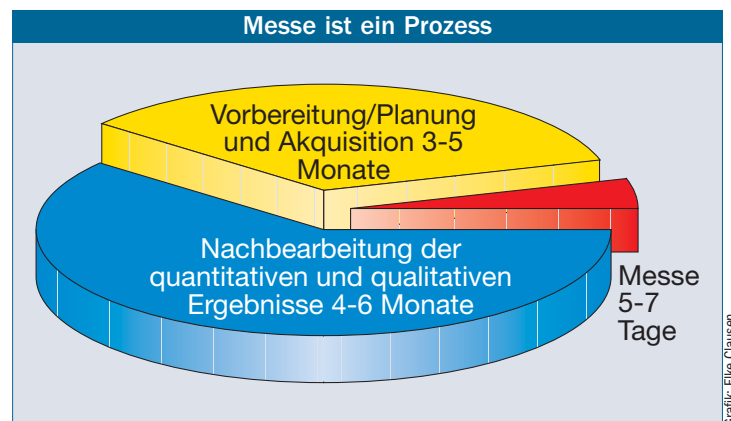 Messe ist ein Prozess
Vorbereitung/Planung
und Akquisition 3-5
Monate
Nachbearbeitung der
quantitativen und qualitativen
Ergebnisse 4-6 Monate
Messe
5-7
Tage
Grafik: Elke Clausen